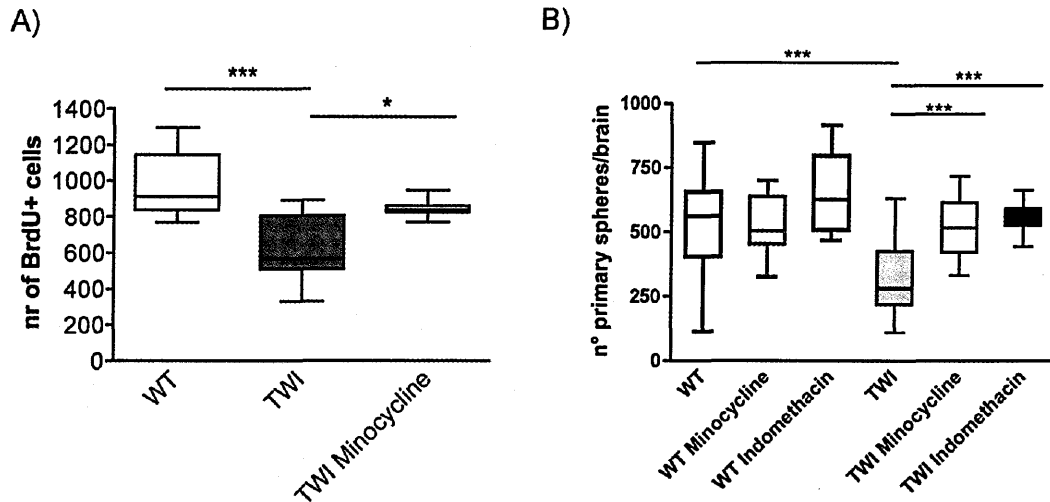 A)
***
*
nr of BrdU+ cells
1400
1200
1000
800
600
400
200
0
WT
TWI
TWI Minocycline
B)
***
***
***
n° primary spheres/brain
1000
750
500
250
0
WT
WT Minocycline
WT Indomethacin
TWI
TWI Minocycline
TWI Indomethacin